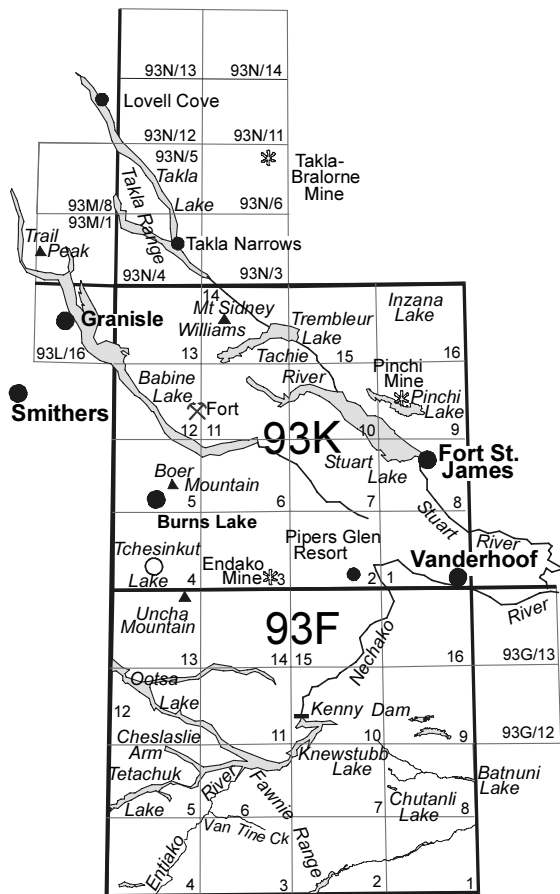 93N/13
93N/14
Lovell Cove
93N/12
93N/11
93N/5
Takla
Lake
Takla-
Bralorne
Mine
Takla Range
93M/8
93M/1
93N/6
Trail
Peak
Takla Narrows
93N/4
93N/3
14
Mt Sidney
Williams
Inzana
Lake
Granisle
Trembleur
Lake
93L/16
13
Tachie
River
15
16
Pinchi
Mine
Pinchi
Lake
Babine
Lake
Smithers
Fort
12
11
93K
10
9
Stuart
Lake
Fort St.
James
Boer
Mountain
5
6
7
8
Burns Lake
Stuart
River
Tchesinkut
Lake
Endako
Mine
Pipers Glen
Resort
Vanderhoof
4
3
2
1
River
Uncha
Mountain
93F
Nechako
13
14
15
16
93G/13
Ootsa
Lake
12
Kenny Dam
Cheslaslie
Arm
11
10
9
93G/12
Knewstubb
Lake
Tetachuk
Lake
River
Fawnie Range
Batnuni
Lake
Chutanli
Lake
5
6
7
8
Van Tine Ck
Entiako
4
3
2
1